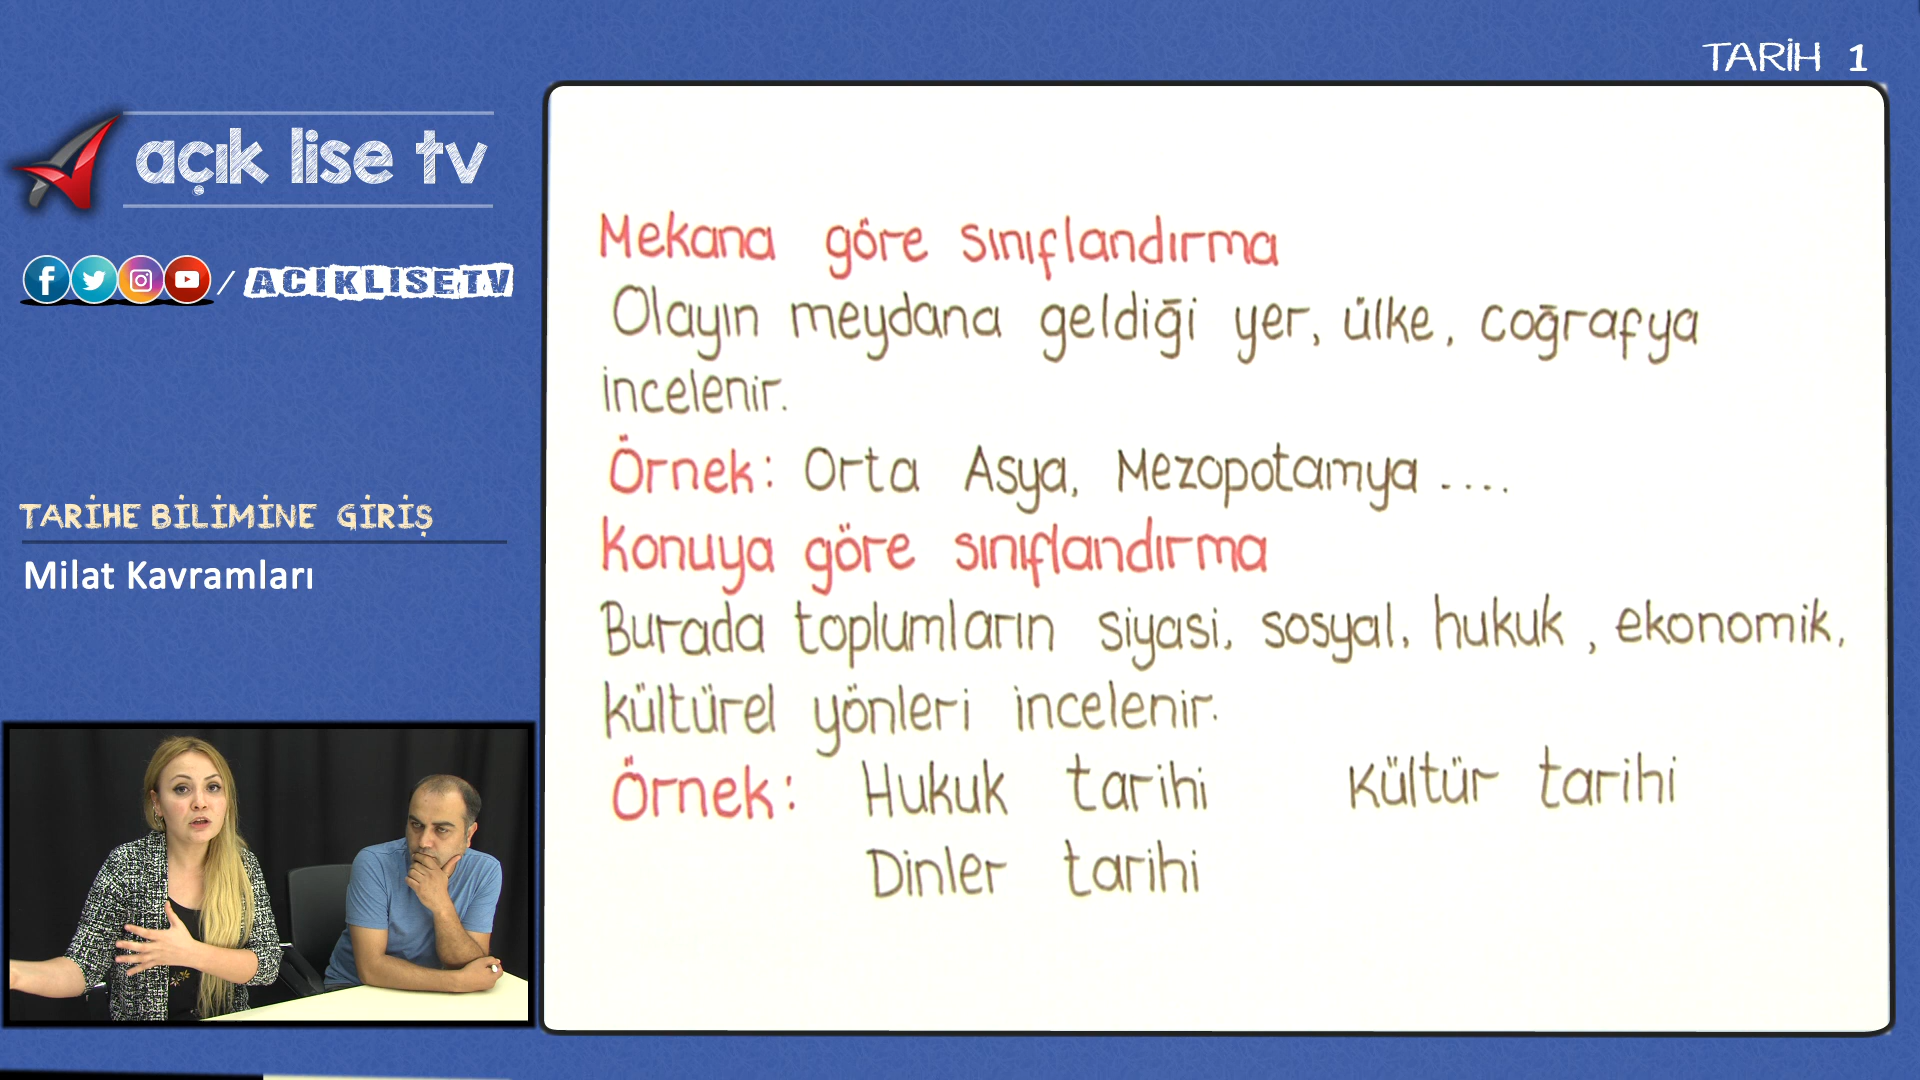 TARİH 1
açık lise tv
/ ACIKLISETV
TARİHE BİLİMİNE GİRİŞ
Milat Kavramları
Mekana göre sınıflandırma
Olayın meydana geldiği yer, ülke, coğrafya
incelenir.
Örnek: Orta Asya, Mezopotamya ....
Konuya göre sınıflandırma
Burada toplumların siyasi, sosyal, hukuk, ekonomik,
kültürel yönleri incelenir.
Örnek: Hukuk tarihi Kültür tarihi
Dinler tarihi